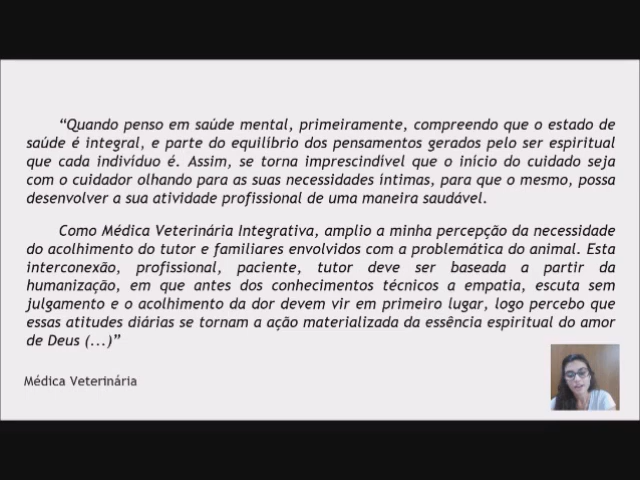 “Quando penso em saúde mental, primeiramente, compreendo que o estado de
saúde é integral, e parte do equilíbrio dos pensamentos gerados pelo ser espiritual
que cada indivíduo é. Assim, se torna imprescindível que o início do cuidado seja
com o cuidador olhando para as suas necessidades íntimas, para que o mesmo, possa
desenvolver a sua atividade profissional de uma maneira saudável.
Como Médica Veterinária Integrativa, amplio a minha percepção da necessidade
do acolhimento do tutor e familiares envolvidos com a problemática do animal. Esta
interconexão, profissional, paciente, tutor deve ser baseada a partir da
humanização, em que antes dos conhecimentos técnicos a empatia, escuta sem
julgamento e o acolhimento da dor devem vir em primeiro lugar, logo percebo que
essas atitudes diárias se tornam a ação materializada da essência espiritual do amor
de Deus (...)”
Médica Veterinária